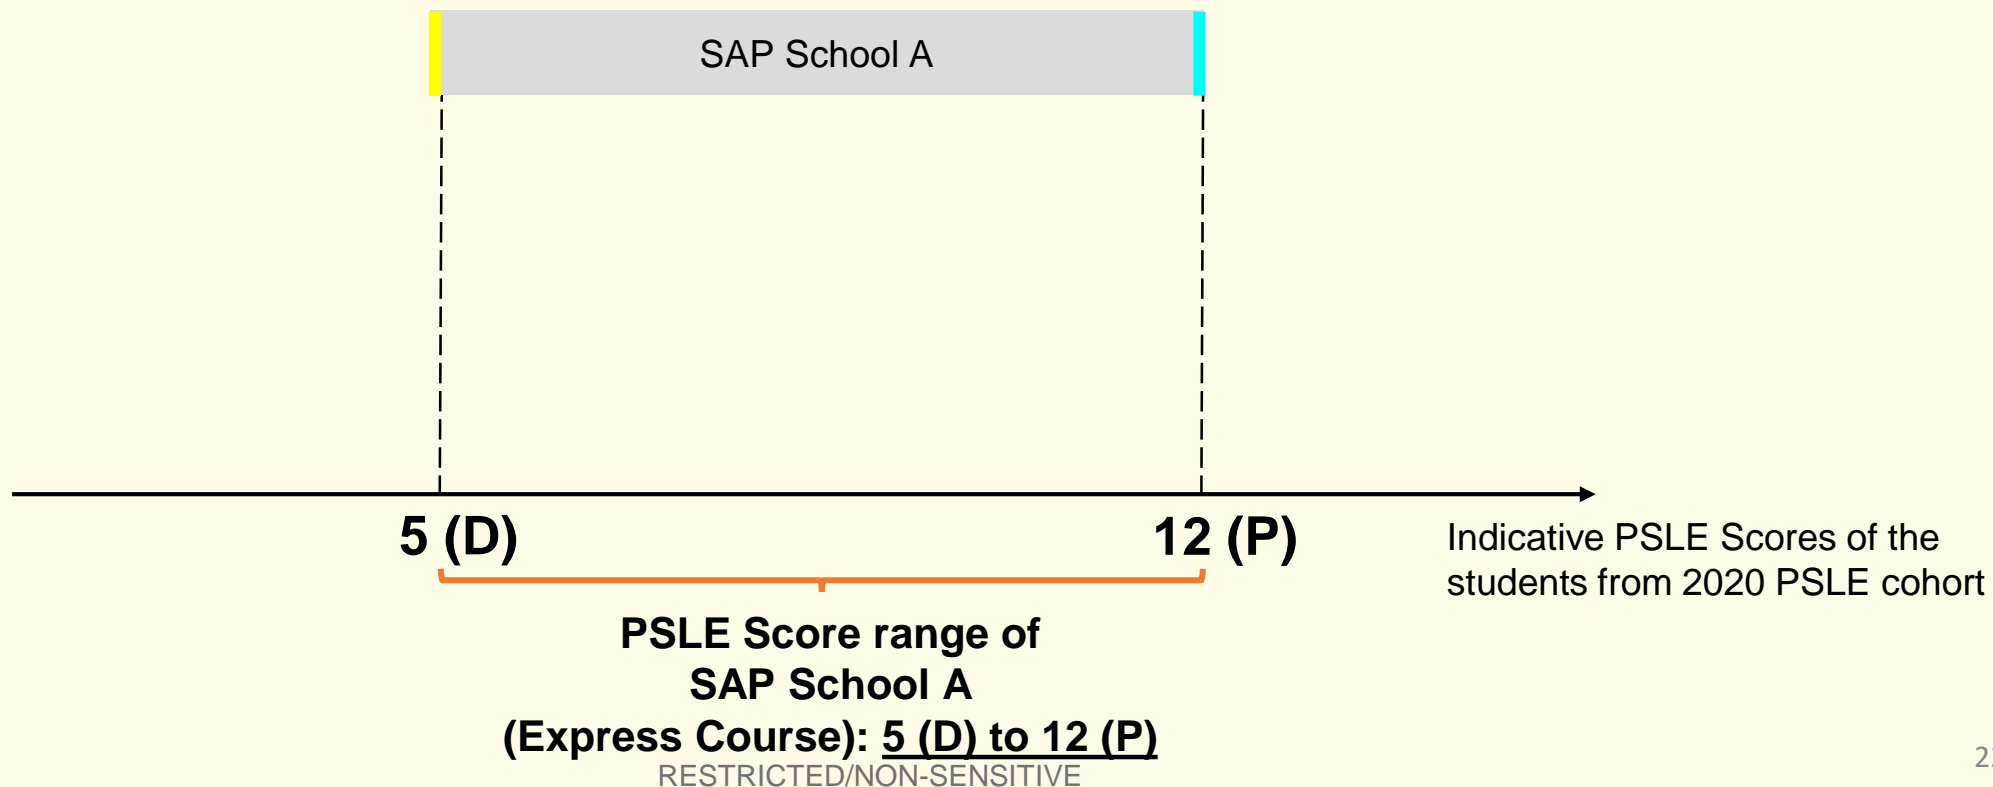 SAP School A
5 (D)
12 (P)
Indicative PSLE Scores of the
students from 2020 PSLE cohort
PSLE Score range of
SAP School A
(Express Course): 5 (D) to 12 (P)
RESTRICTED/NON-SENSITIVE